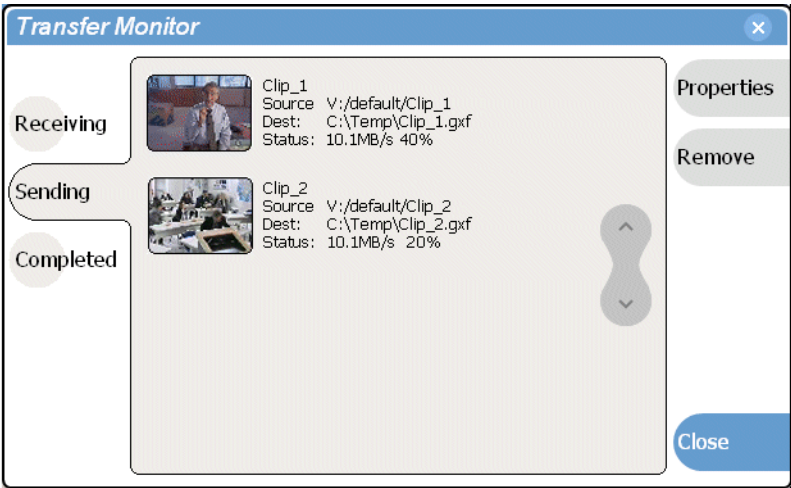 Transfer Monitor
Receiving
Sending
Completed
Clip_1
Source V:/default/Clip_1
Dest: C:\Temp\Clip_1.gxf
Status: 10.1MB/s 40%
Clip_2
Source V:/default/Clip_2
Dest: C:\Temp\Clip_2.gxf
Status: 10.1MB/s 20%
Properties
Remove
Close